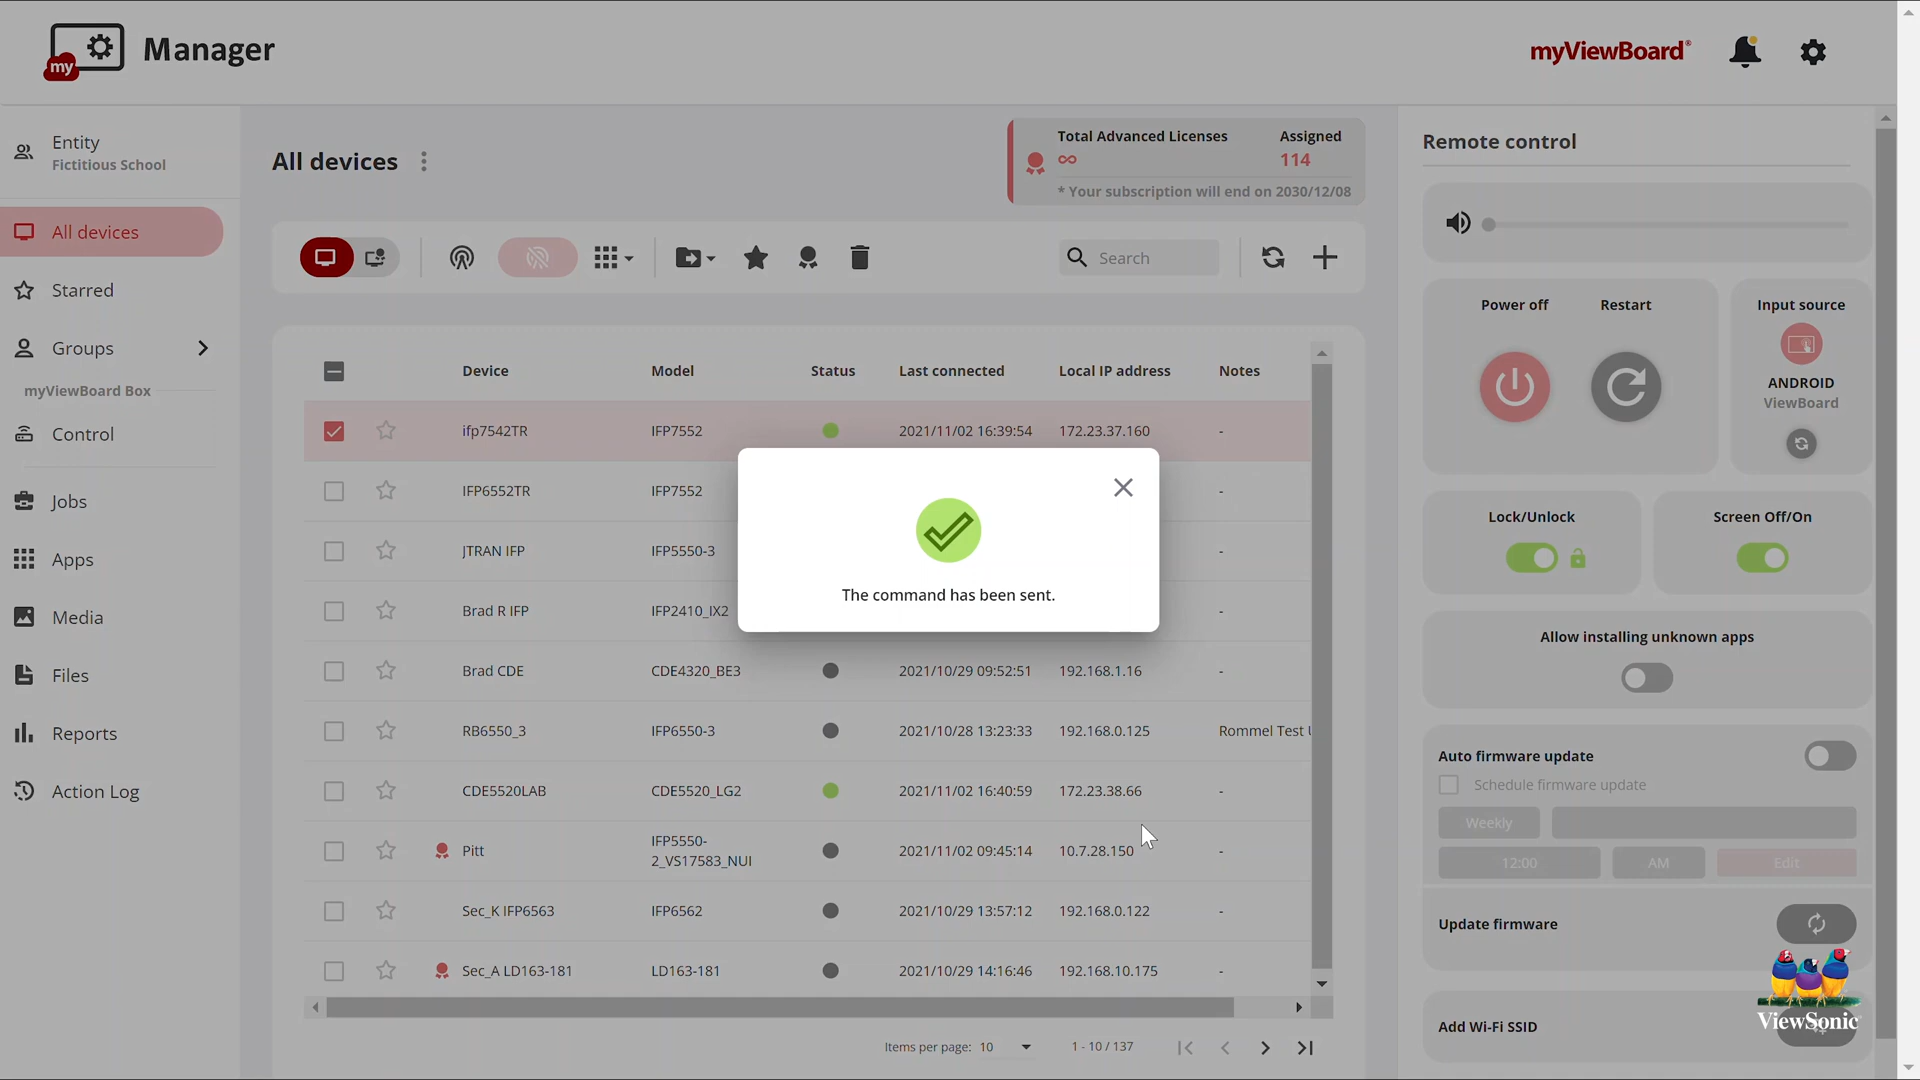 my Manager
myViewBoard®
Entity
Fictitious School
All devices
Starred
Groups
myViewBoard Box
Control
Jobs
Apps
Media
Files
Reports
Action Log
All devices
Total Advanced Licenses Assigned
∞ 114
* Your subscription will end on 2030/12/08
Search
Device Model Status Last connected Local IP address Notes
ifp7542TR IFP7552 2021/11/02 16:39:54 172.23.37.160 -
IFP6552TR IFP7552 -
JTRAN IFP IFP5550-3 -
Brad R IFP IFP2410_IX2 -
Brad CDE CDE4320_BE3 2021/10/29 09:52:51 192.168.1.16 -
RB6550_3 IFP6550-3 2021/10/28 13:23:33 192.168.0.125 Rommel Test
CDE5520LAB CDE5520_LG2 2021/11/02 16:40:59 172.23.38.66 -
Pitt IFP5550-
2_VS17583_NUI 2021/11/02 09:45:14 10.7.28.150 -
Sec_K IFP6563 IFP6562 2021/10/29 13:57:12 192.168.0.122 -
Sec_A LD163-181 LD163-181 2021/10/29 14:16:46 192.168.10.175 -
Items per page: 10 1 - 10 / 137
The command has been sent.
Remote control
Power off Restart
Input source
ANDROID
ViewBoard
Lock/Unlock
Screen Off/On
Allow installing unknown apps
Auto firmware update
Schedule firmware update
Weekly
12:00 AM Edit
Update firmware
Add Wi-Fi SSID
ViewSonic